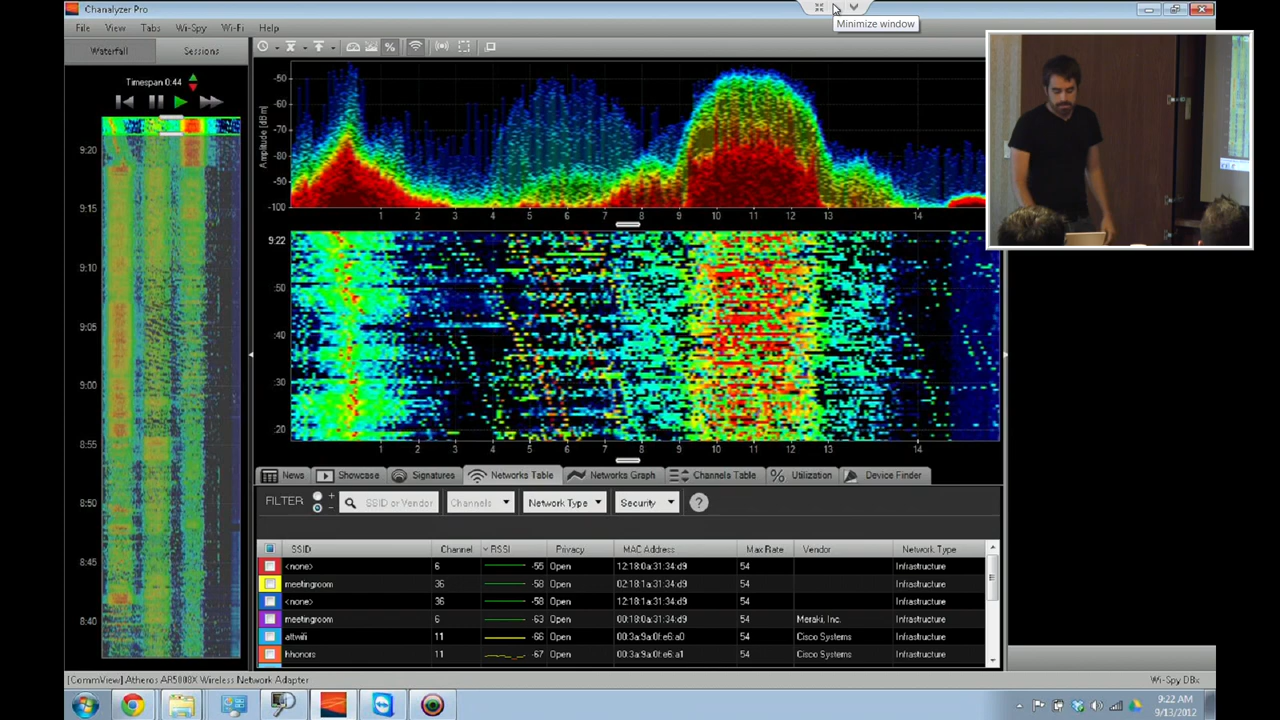 Chanalyzer Pro
Minimize window
File View Tabs Wi-Spy Wi-Fi Help
Waterfall Sessions
Timespan 0:44
9:20
9:15
9:10
9:05
9:00
8:55
8:50
8:45
8:40
Amplitude [dBm]
-50
-60
-70
-80
-90
-100
1 2 3 4 5 6 7 8 9 10 11 12 13 14
9:22
:50
:40
:30
:20
1 2 3 4 5 6 7 8 9 10 11 12 13 14
News Showcase Signatures Networks Table Networks Graph Channels Table % Utilization Device Finder
FILTER + - SSID or Vendor Channels Network Type Security ?
SSID Channel RSSI Privacy MAC Address Max Rate Vendor Network Type
<none> 6 -55 Open 12:18:0a:31:34:d9 54 Infrastructure
meetingroom 36 -58 Open 02:18:1a:31:34:d9 54 Infrastructure
<none> 36 -58 Open 12:18:1a:31:34:d9 54 Infrastructure
meetingroom 6 -63 Open 00:18:0a:31:34:d9 54 Meraki, Inc. Infrastructure
attwifi 11 -66 Open 00:3a:9a:0f:e6:a0 54 Cisco Systems Infrastructure
hhonors 11 -67 Open 00:3a:9a:0f:e6:a1 54 Cisco Systems Infrastructure
[CommView] Atheros AR5008X Wireless Network Adapter Wi-Spy DBx
9:22 AM
9/13/2012